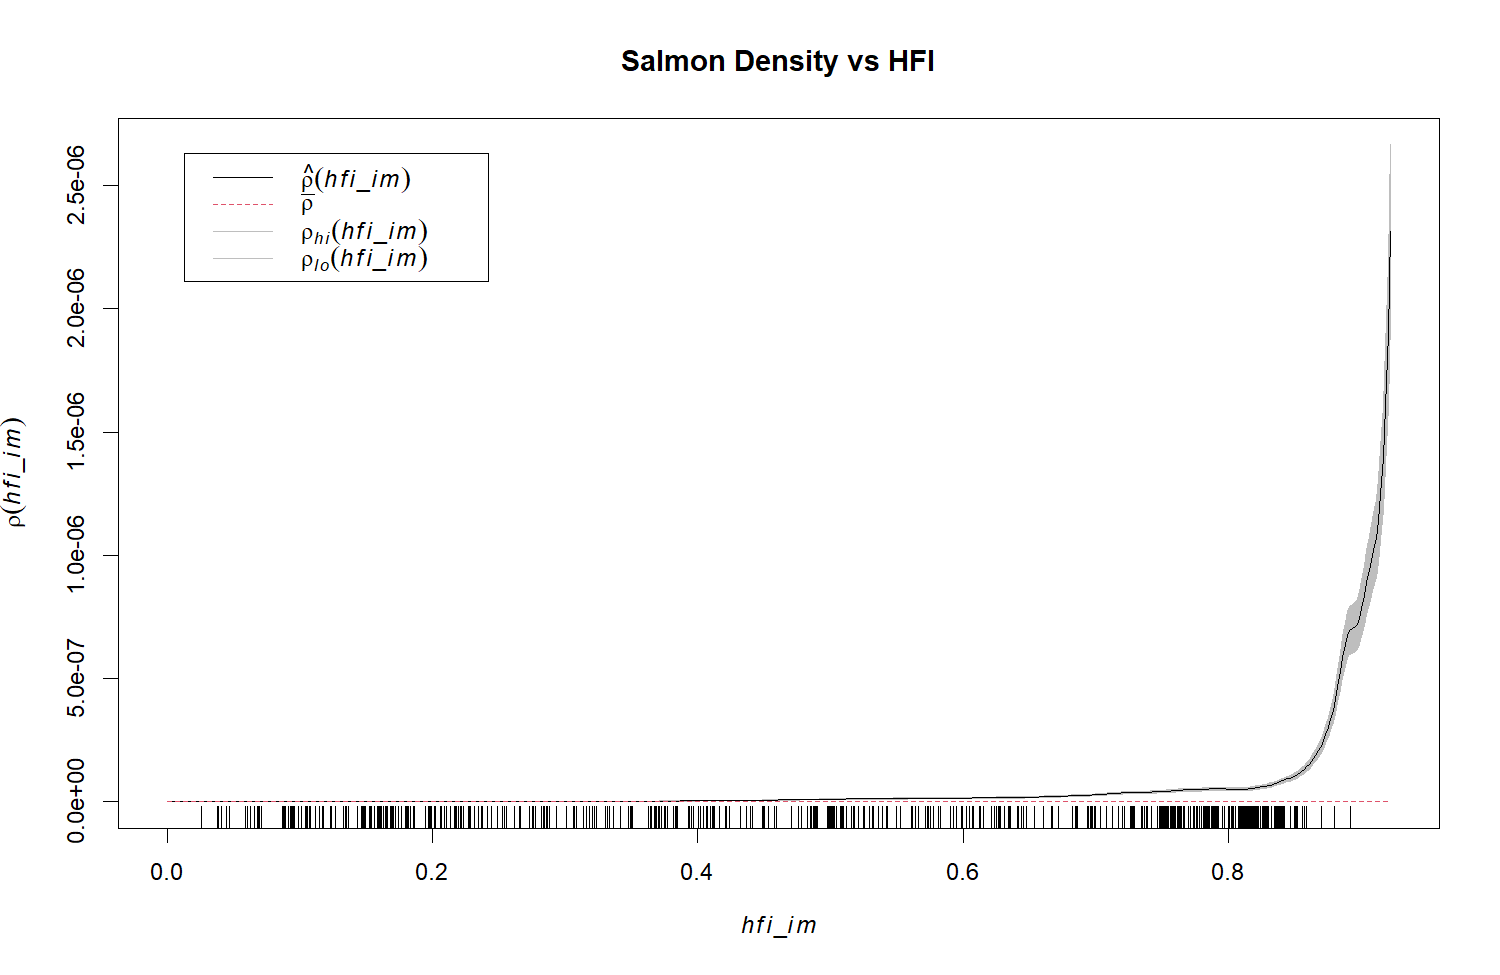 Salmon Density vs HFI
ρ̂(hfi_im)
ρ̅
ρhi(hfi_im)
ρlo(hfi_im)
ρ(hfi_im)
2.5e-06
2.0e-06
1.5e-06
1.0e-06
5.0e-07
0.0e+00
0.0 0.2 0.4 0.6 0.8
hfi_im